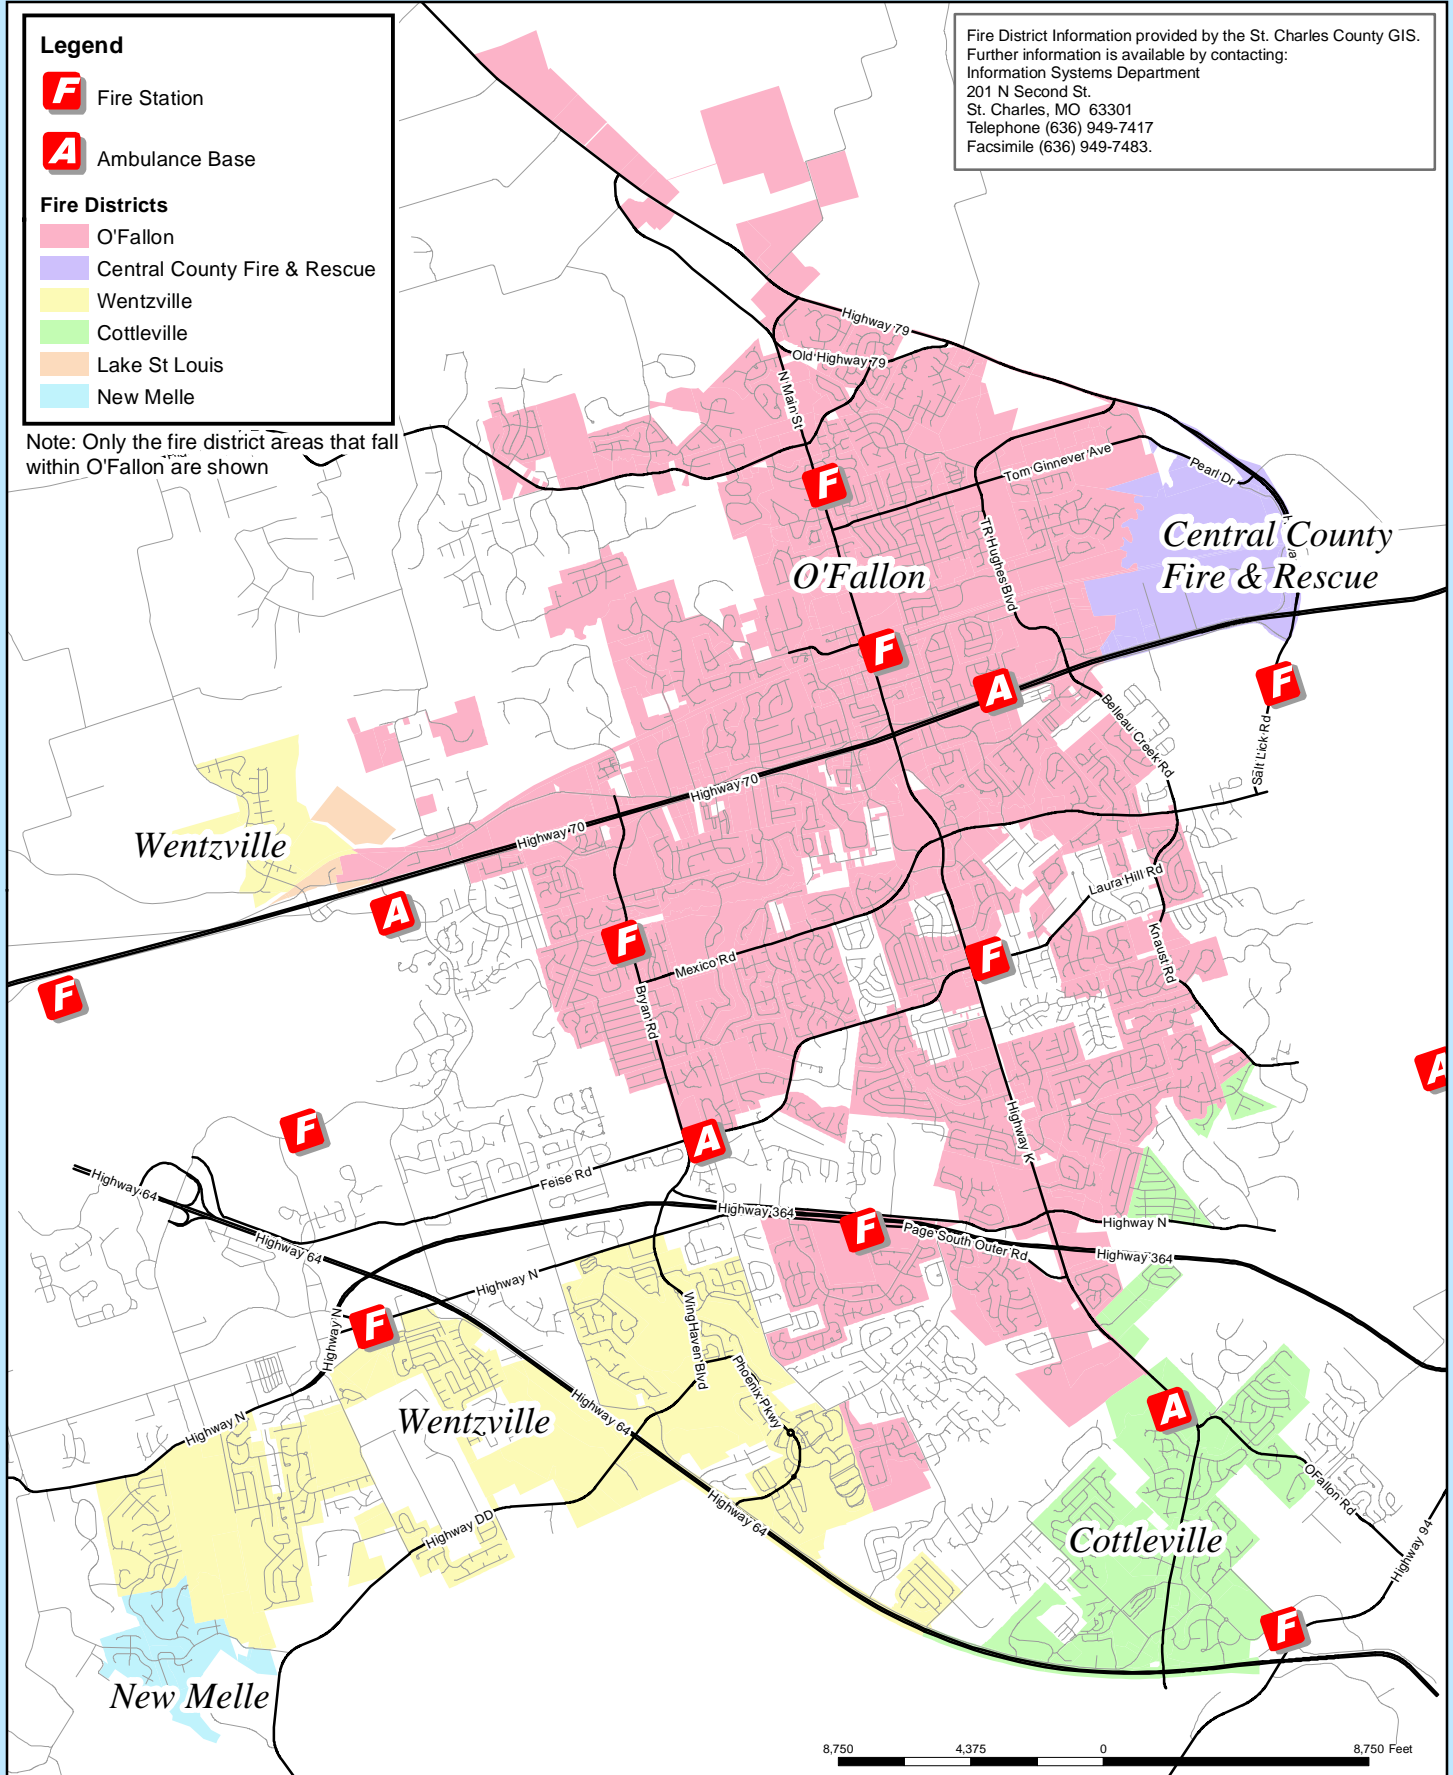 Legend
F Fire Station
A Ambulance Base
Fire Districts
O'Fallon
Central County Fire & Rescue
Wentzville
Cottleville
Lake St Louis
New Melle
Note: Only the fire district areas that fall
within O'Fallon are shown
Fire District Information provided by the St. Charles County GIS.
Further information is available by contacting:
Information Systems Department
201 N Second St.
St. Charles, MO 63301
Telephone (636) 949-7417
Facsimile (636) 949-7483.
Highway 79
Old Highway 79
N Main St
Tom Ginnever Ave
Pearl Dr
F
Central County
Fire & Rescue
TR Hughes Blvd
O'Fallon
F
A
F
Belleau Creek Rd
Salt Lick Rd
Highway 70
Highway 70
Wentzville
Laura Hill Rd
A
F
Mexico Rd
F
Knaust Rd
F
Bryan Rd
A
F
Highway K
A
Feise Rd
Highway 64
Highway 364
F
Page South Outer Rd
Highway N
Highway 364
Highway 64
Highway N
Highway N
F
WingHaven Blvd
Phoenix Pkwy
Highway N
Wentzville
Highway 64
A
OFallon Rd
Highway DD
Highway 64
Cottleville
Highway 94
F
New Melle
8,750 4,375 0 8,750 Feet